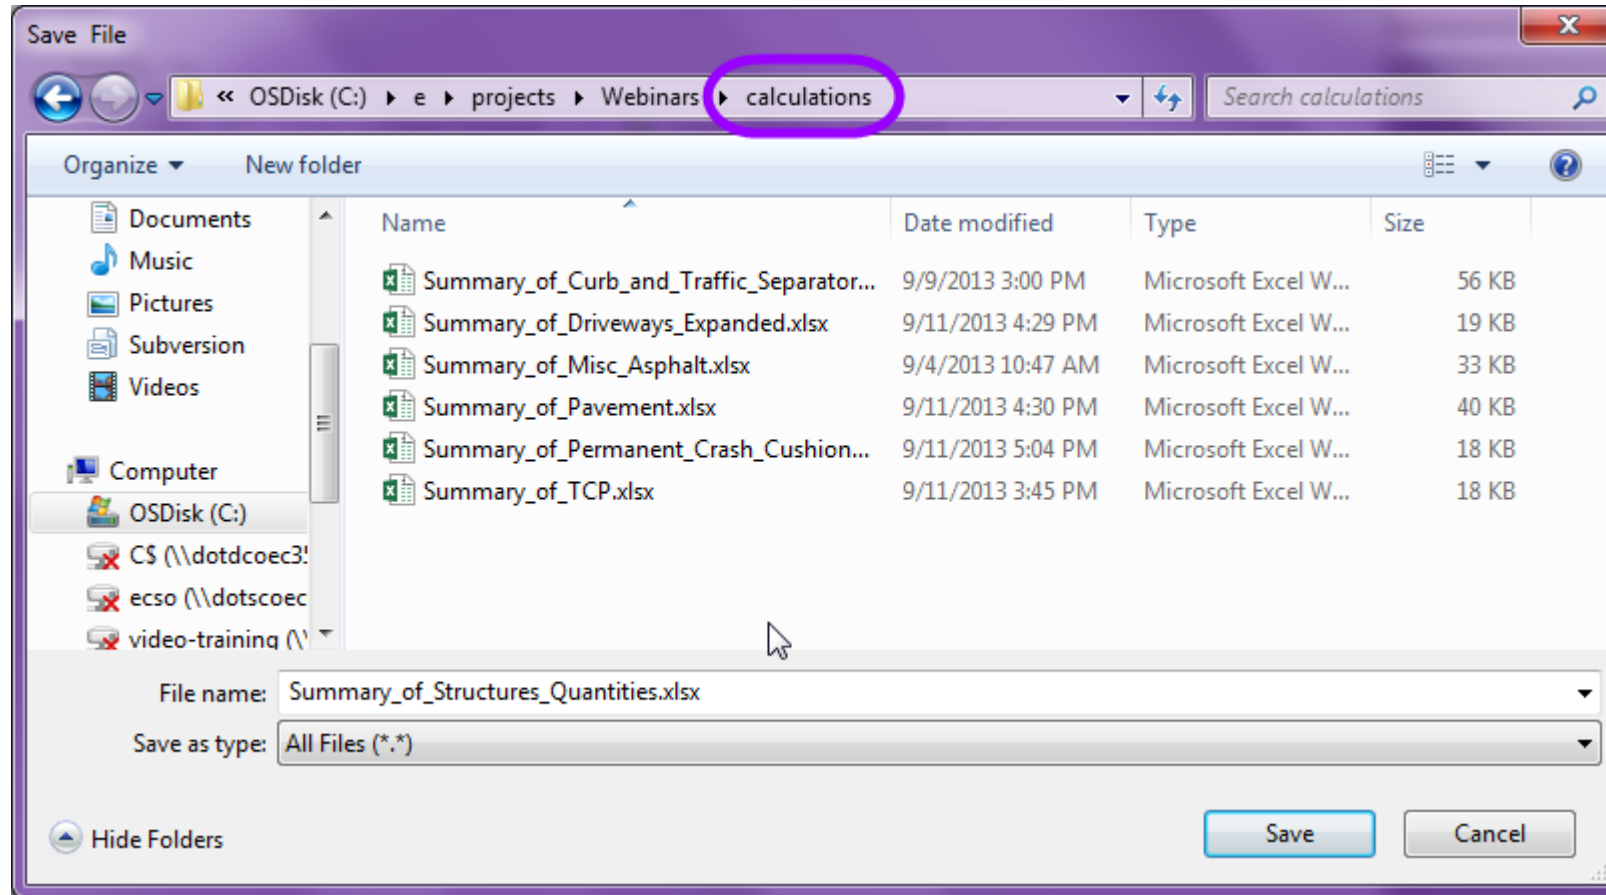 Save File
« OSDisk (C:) ▸ e ▸ projects ▸ Webinars ▸ calculations
Search calculations
Organize
New folder
Documents
Music
Pictures
Subversion
Videos
Computer
OSDisk (C:)
C$ (\\dotdcoec35
ecso (\\dotscoec
video-training (\\
Name Date modified Type Size
Summary_of_Curb_and_Traffic_Separator... 9/9/2013 3:00 PM Microsoft Excel W... 56 KB
Summary_of_Driveways_Expanded.xlsx 9/11/2013 4:29 PM Microsoft Excel W... 19 KB
Summary_of_Misc_Asphalt.xlsx 9/4/2013 10:47 AM Microsoft Excel W... 33 KB
Summary_of_Pavement.xlsx 9/11/2013 4:30 PM Microsoft Excel W... 40 KB
Summary_of_Permanent_Crash_Cushion... 9/11/2013 5:04 PM Microsoft Excel W... 18 KB
Summary_of_TCP.xlsx 9/11/2013 3:45 PM Microsoft Excel W... 18 KB
File name: Summary_of_Structures_Quantities.xlsx
Save as type: All Files (*.*)
Hide Folders
Save
Cancel